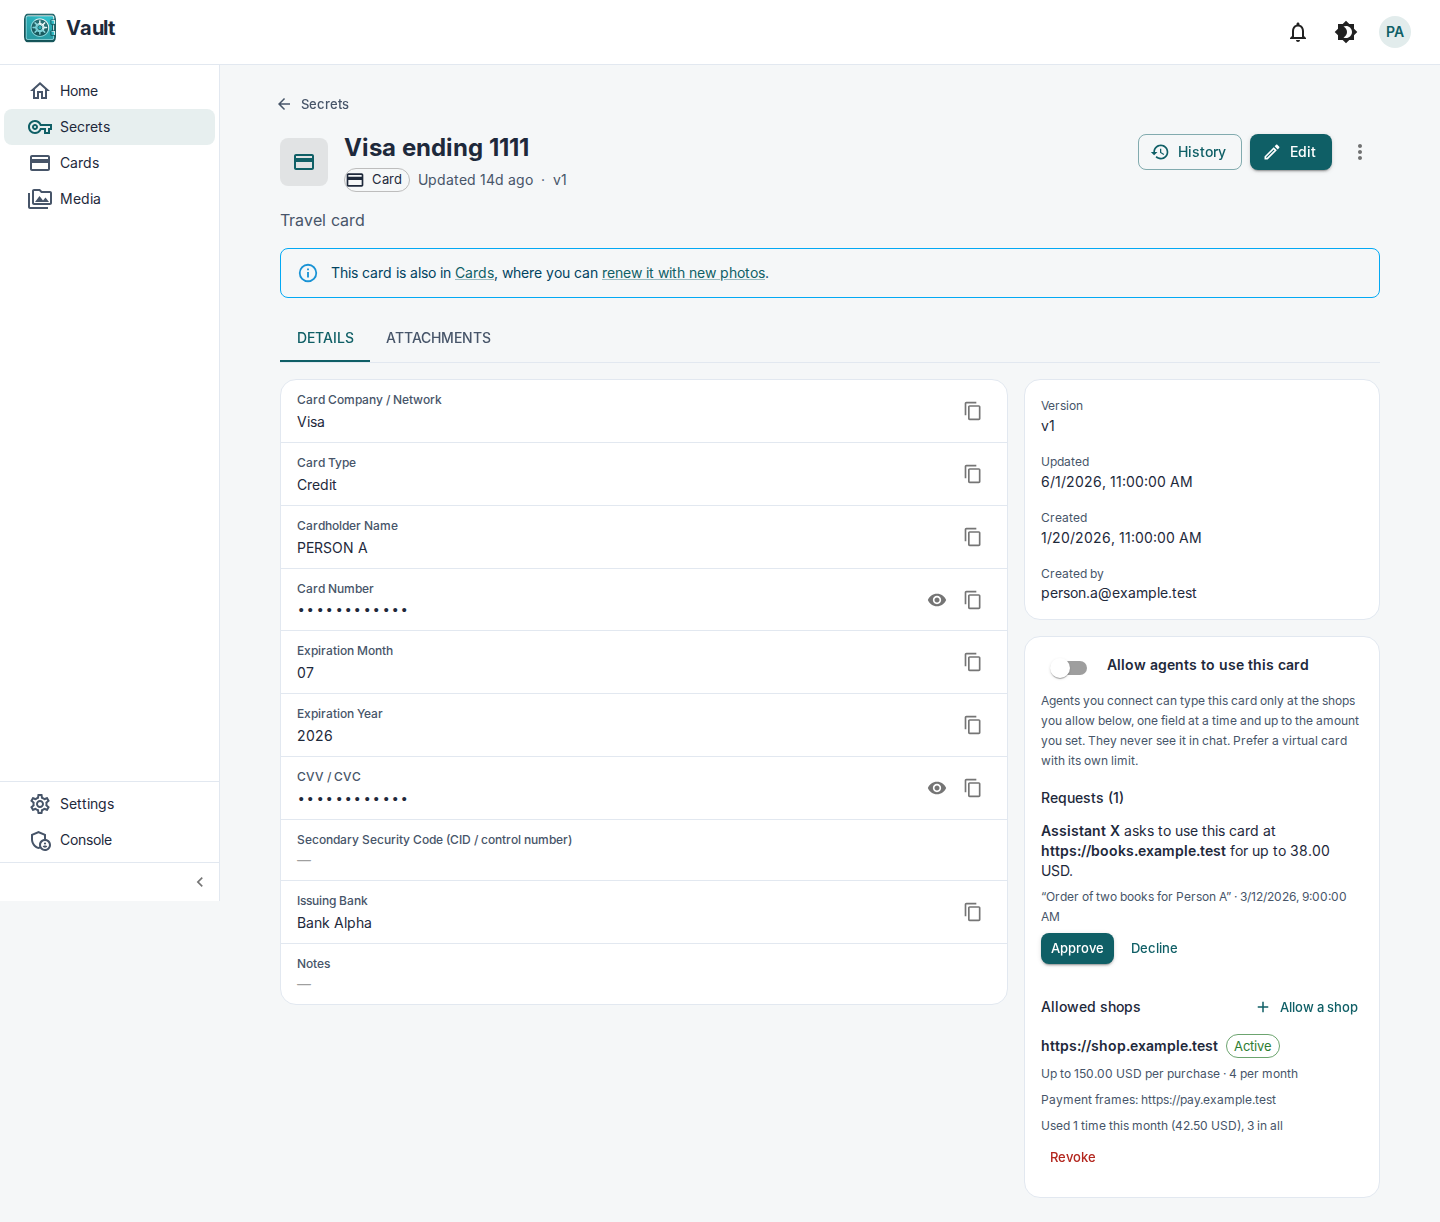 Vault
PA
Home
Secrets
Cards
Media
Settings
Console
Secrets
Visa ending 1111
Card
Updated 14d ago · v1
History
Edit
Travel card
This card is also in Cards, where you can renew it with new photos.
DETAILS
ATTACHMENTS
Card Company / Network
Visa
Card Type
Credit
Cardholder Name
PERSON A
Card Number
••••••••••••
Expiration Month
07
Expiration Year
2026
CVV / CVC
••••••••••••
Secondary Security Code (CID / control number)
—
Issuing Bank
Bank Alpha
Notes
—
Version
v1
Updated
6/1/2026, 11:00:00 AM
Created
1/20/2026, 11:00:00 AM
Created by
person.a@example.test
Allow agents to use this card
Agents you connect can type this card only at the shops
you allow below, one field at a time and up to the amount
you set. They never see it in chat. Prefer a virtual card
with its own limit.
Requests (1)
Assistant X asks to use this card at
https://books.example.test for up to 38.00
USD.
“Order of two books for Person A” · 3/12/2026, 9:00:00
AM
Approve
Decline
Allowed shops
Allow a shop
https://shop.example.test
Active
Up to 150.00 USD per purchase · 4 per month
Payment frames: https://pay.example.test
Used 1 time this month (42.50 USD), 3 in all
Revoke